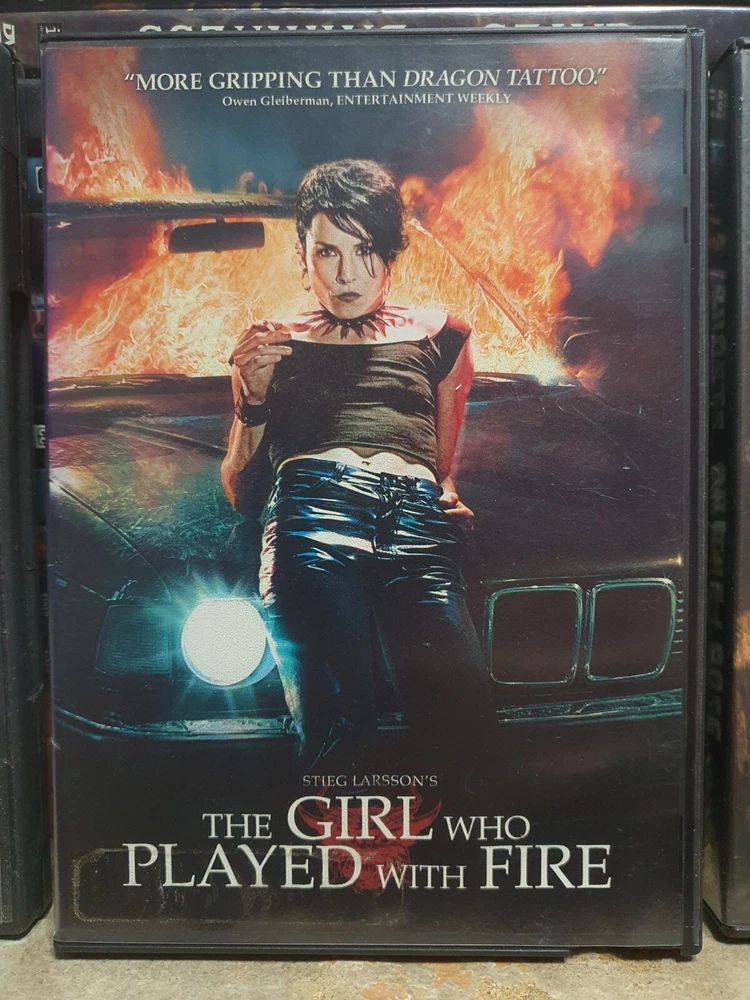 “MORE GRIPPING THAN DRAGON TATTOO.”
Owen Gleiberman, ENTERTAINMENT WEEKLY
STIEG LARSSON'S
THE GIRL WHO
PLAYED WITH FIRE